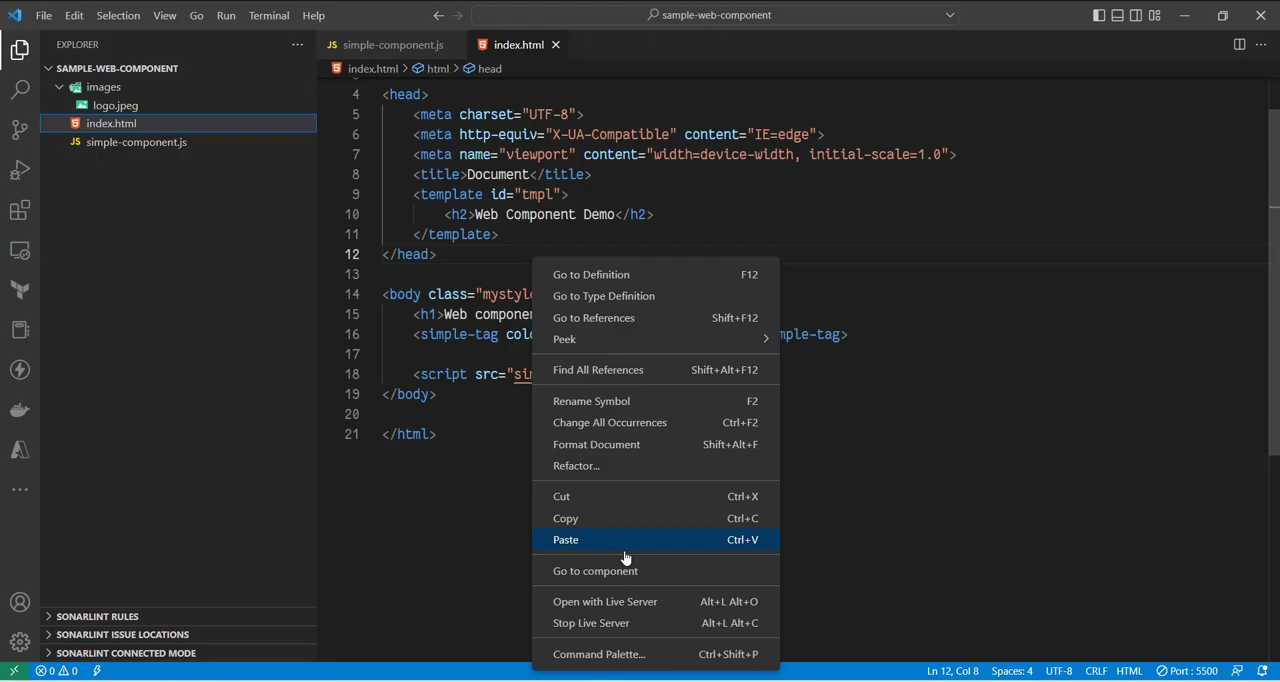 File Edit Selection View Go Run Terminal Help
sample-web-component
EXPLORER
SAMPLE-WEB-COMPONENT
images
logo.jpeg
index.html
JS simple-component.js
SONARLINT RULES
SONARLINT ISSUE LOCATIONS
SONARLINT CONNECTED MODE
JS simple-component.js
index.html
index.html > html > head
4 <head>
5 <meta charset="UTF-8">
6 <meta http-equiv="X-UA-Compatible" content="IE=edge">
7 <meta name="viewport" content="width=device-width, initial-scale=1.0">
8 <title>Document</title>
9 <template id="tmpl">
10 <h2>Web Component Demo</h2>
11 </template>
12 </head>
13
14 <body class="mystyl
15 <h1>Web componen
16 <simple-tag col mple-tag>
17
18 <script src="si
19 </body>
20
21 </html>
Go to Definition F12
Go to Type Definition
Go to References Shift+F12
Peek
Find All References Shift+Alt+F12
Rename Symbol F2
Change All Occurrences Ctrl+F2
Format Document Shift+Alt+F
Refactor...
Cut Ctrl+X
Copy Ctrl+C
Paste Ctrl+V
Go to component
Open with Live Server Alt+L Alt+O
Stop Live Server Alt+L Alt+C
Command Palette... Ctrl+Shift+P
0 0
Ln 12, Col 8 Spaces: 4 UTF-8 CRLF HTML Port : 5500